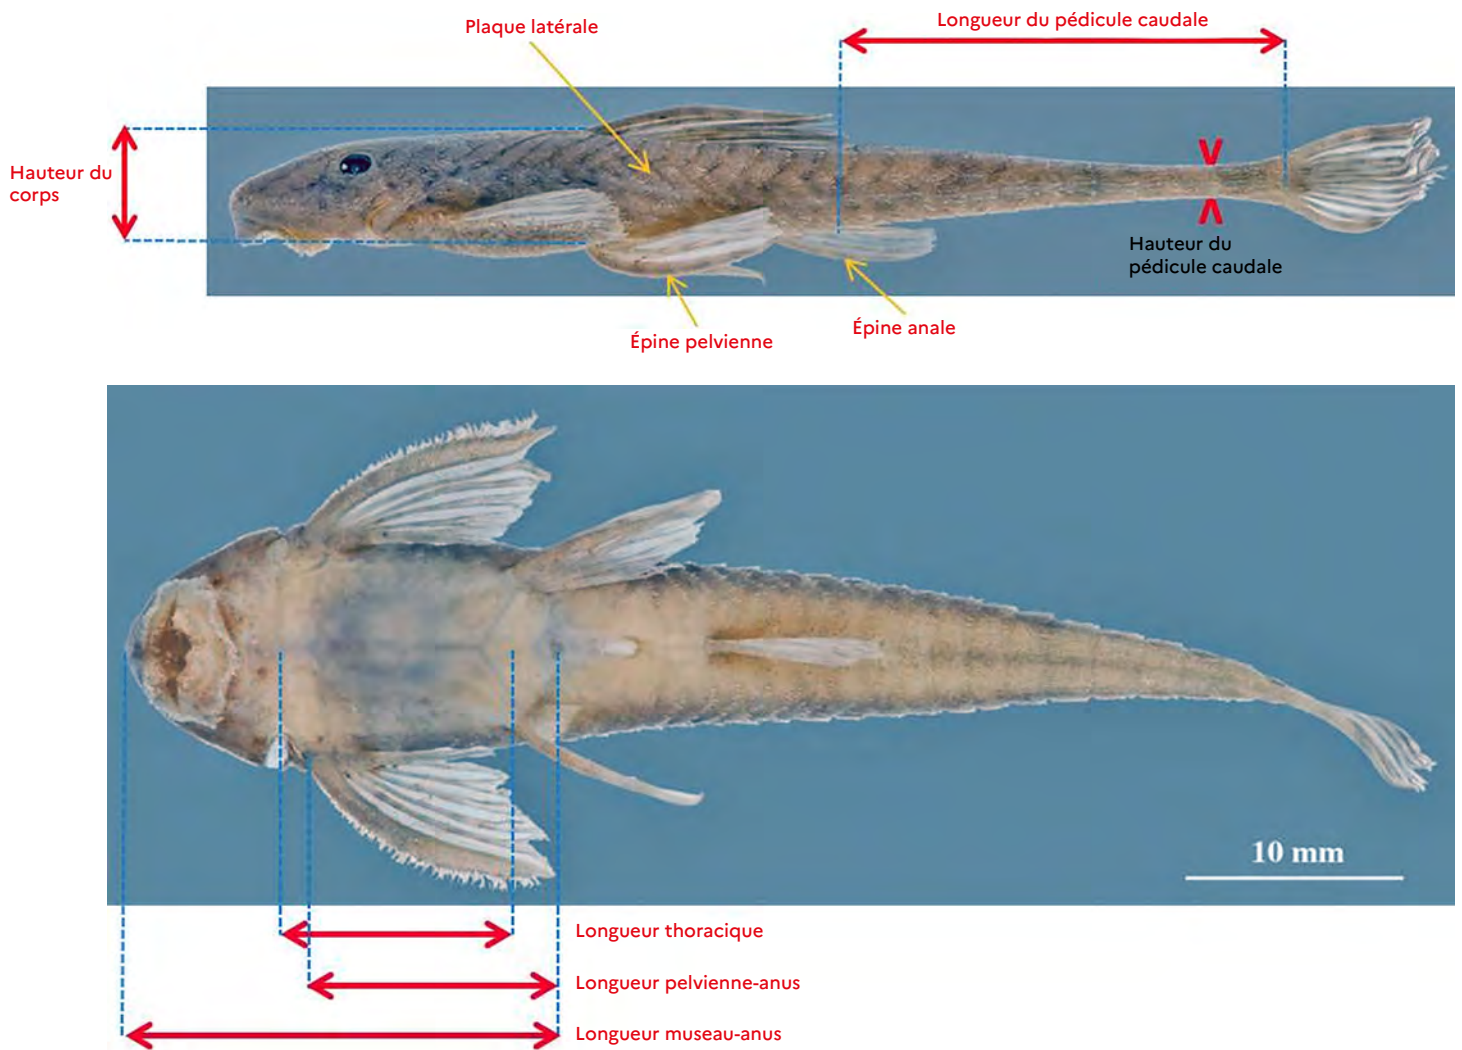 Longueur du pédicule caudale
Plaque latérale
Hauteur du
corps
Hauteur du
pédicule caudale
Épine anale
Épine pelvienne
10 mm
Longueur thoracique
Longueur pelvienne-anus
Longueur museau-anus